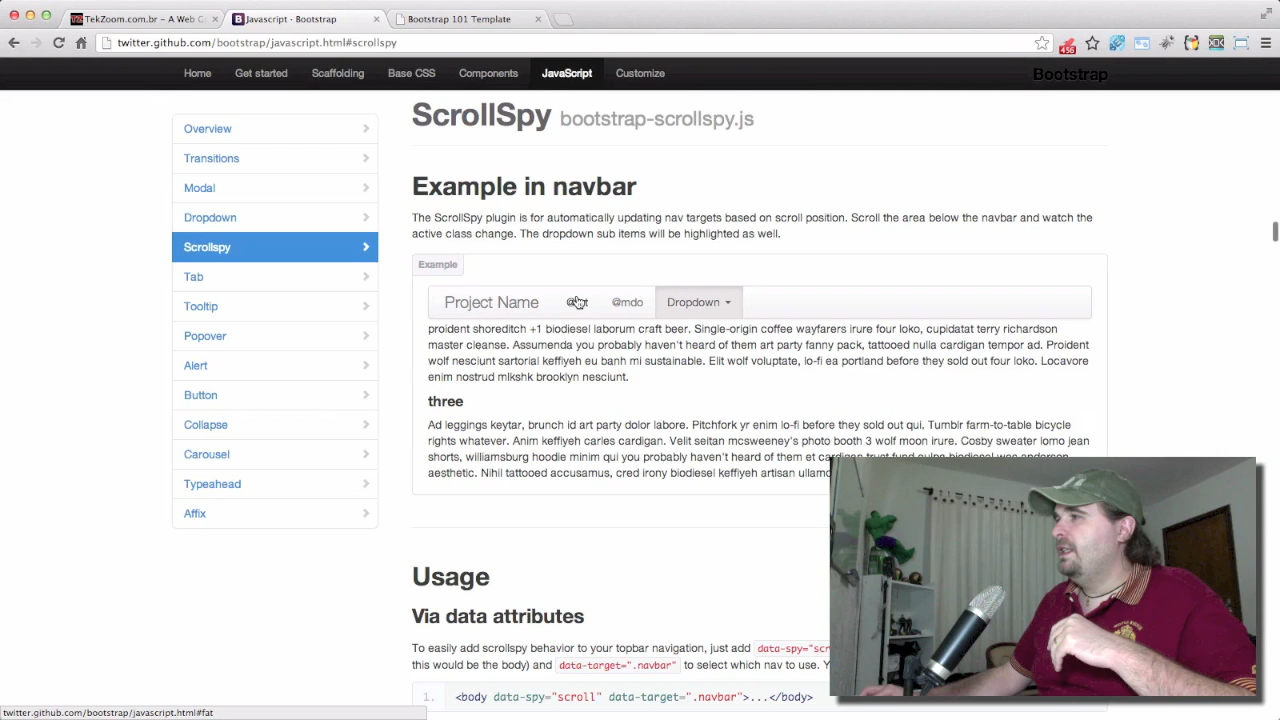 TekZoom.com.br – A Web G
Javascript · Bootstrap
Bootstrap 101 Template
twitter.github.com/bootstrap/javascript.html#scrollspy
456
Home
Get started
Scaffolding
Base CSS
Components
JavaScript
Customize
Bootstrap
Overview
Transitions
Modal
Dropdown
Scrollspy
Tab
Tooltip
Popover
Alert
Button
Collapse
Carousel
Typeahead
Affix
ScrollSpy bootstrap-scrollspy.js
Example in navbar
The ScrollSpy plugin is for automatically updating nav targets based on scroll position. Scroll the area below the navbar and watch the
active class change. The dropdown sub items will be highlighted as well.
Example
Project Name
@mdo
Dropdown
proident shoreditch +1 biodiesel laborum craft beer. Single-origin coffee wayfarers irure four loko, cupidatat terry richardson
master cleanse. Assumenda you probably haven't heard of them art party fanny pack, tattooed nulla cardigan tempor ad. Proident
wolf nesciunt sartorial keffiyeh eu banh mi sustainable. Elit wolf voluptate, lo-fi ea portland before they sold out four loko. Locavore
enim nostrud mlkshk brooklyn nesciunt.
three
Ad leggings keytar, brunch id art party dolor labore. Pitchfork yr enim lo-fi before they sold out qui. Tumblr farm-to-table bicycle
rights whatever. Anim keffiyeh carles cardigan. Velit seitan mcsweeney's photo booth 3 wolf moon irure. Cosby sweater lomo jean
shorts, williamsburg hoodie minim qui you probably haven't heard of them et cardigan trust fund culpa biodiesel wes anderson
aesthetic. Nihil tattooed accusamus, cred irony biodiesel keffiyeh artisan ullamc
Usage
Via data attributes
To easily add scrollspy behavior to your topbar navigation, just add data-spy="scr
this would be the body) and data-target=".navbar" to select which nav to use. Y
1. <body data-spy="scroll" data-target=".navbar">...</body>
twitter.github.com/bootstrap/javascript.html#fat